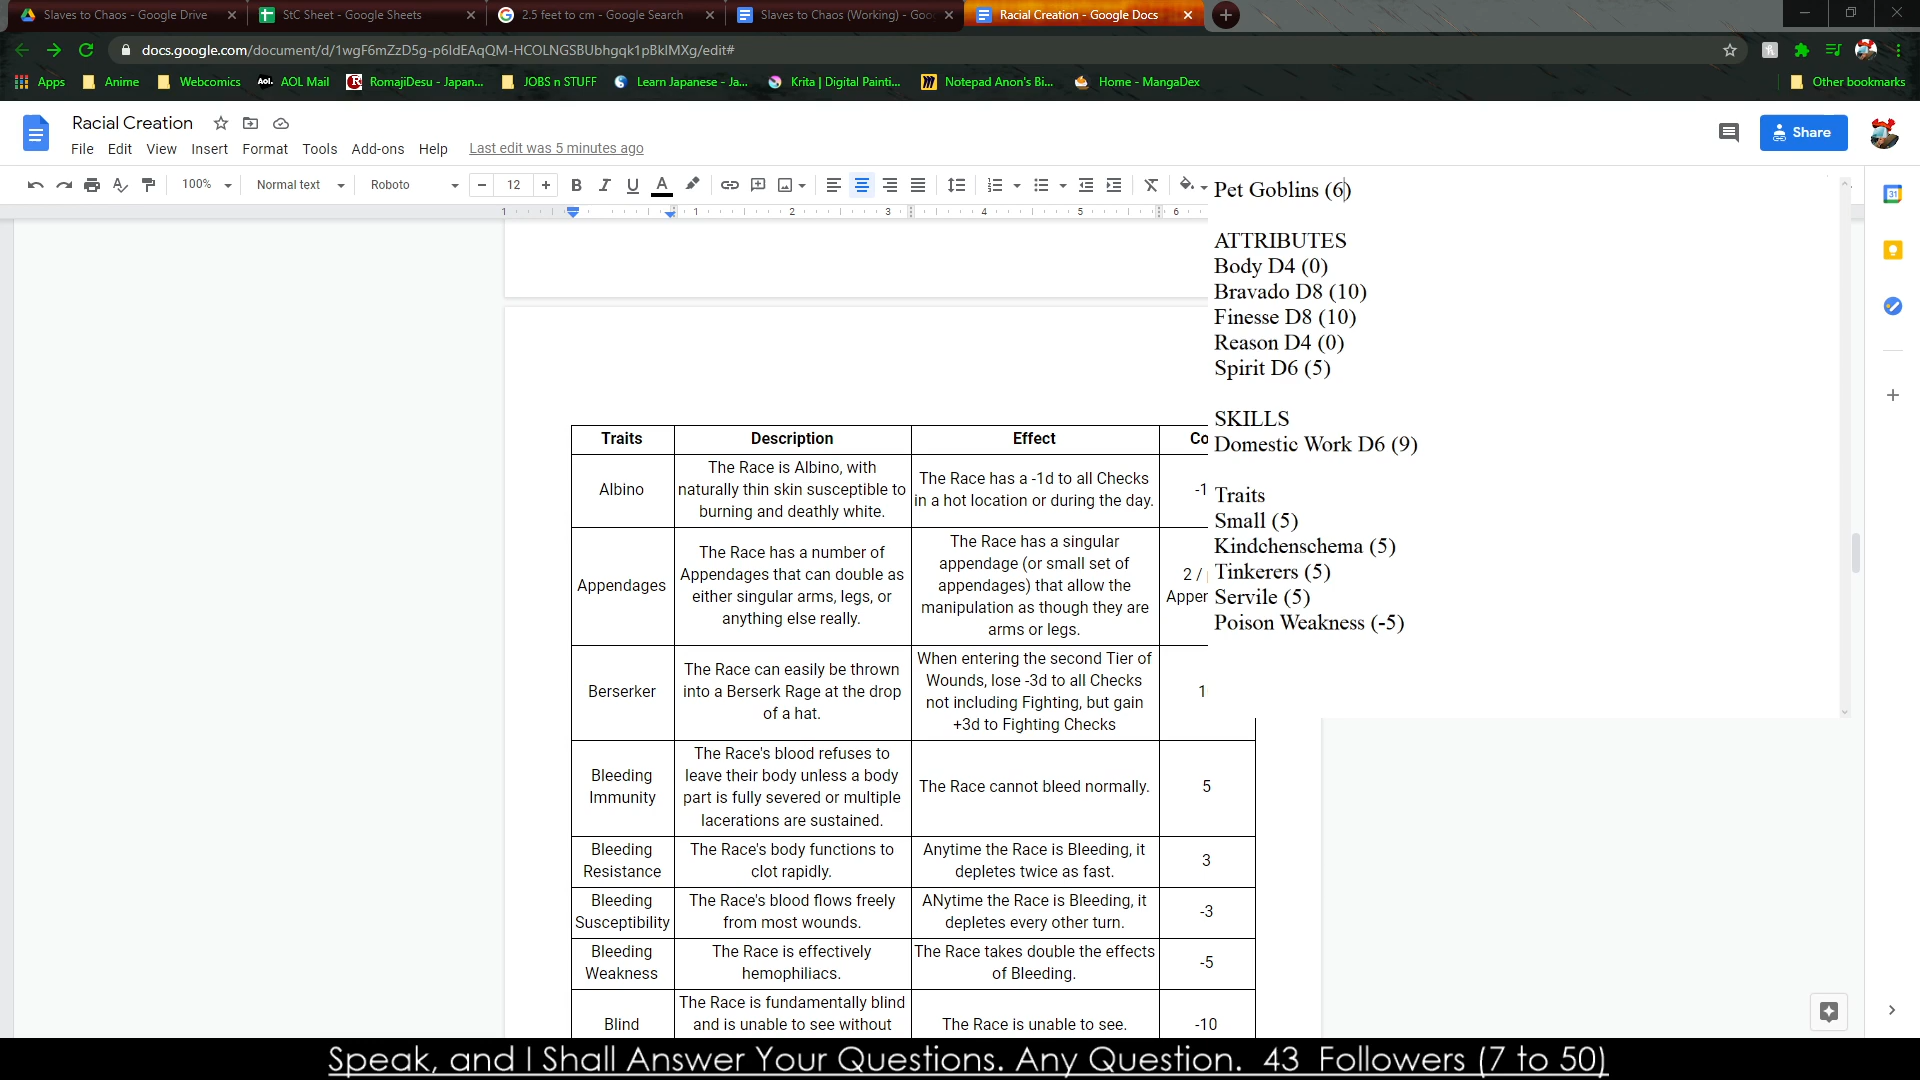 Slaves to Chaos - Google Drive
StC Sheet - Google Sheets
2.5 feet to cm - Google Search
Slaves to Chaos (Working) - Goo
Racial Creation - Google Docs
docs.google.com/document/d/1wgF6mZzD5g-p6ldEAqQM-HCOLNGSBUbhgqk1pBklMXg/edit#
Apps
Anime
Webcomics
Aol.
AOL Mail
RomajiDesu - Japan...
JOBS n STUFF
Learn Japanese - Ja...
Krita | Digital Painti...
Notepad Anon's Bi...
Home - MangaDex
Other bookmarks
Racial Creation
File Edit View Insert Format Tools Add-ons Help
Last edit was 5 minutes ago
Share
100%
Normal text
Roboto
12
B I U A
31
1 1 2 3 4 5 6
Pet Goblins (6)
ATTRIBUTES
Body D4 (0)
Bravado D8 (10)
Finesse D8 (10)
Reason D4 (0)
Spirit D6 (5)
SKILLS
Domestic Work D6 (9)
Traits
Small (5)
Kindchenschema (5)
Tinkerers (5)
Servile (5)
Poison Weakness (-5)
Traits
Description
Effect
Co
Albino
The Race is Albino, with
naturally thin skin susceptible to
burning and deathly white.
The Race has a -1d to all Checks
in a hot location or during the day.
-1
Appendages
The Race has a number of
Appendages that can double as
either singular arms, legs, or
anything else really.
The Race has a singular
appendage (or small set of
appendages) that allow the
manipulation as though they are
arms or legs.
2 /
Apper
Berserker
The Race can easily be thrown
into a Berserk Rage at the drop
of a hat.
When entering the second Tier of
Wounds, lose -3d to all Checks
not including Fighting, but gain
+3d to Fighting Checks
1
Bleeding
Immunity
The Race's blood refuses to
leave their body unless a body
part is fully severed or multiple
lacerations are sustained.
The Race cannot bleed normally.
5
Bleeding
Resistance
The Race's body functions to
clot rapidly.
Anytime the Race is Bleeding, it
depletes twice as fast.
3
Bleeding
Susceptibility
The Race's blood flows freely
from most wounds.
ANytime the Race is Bleeding, it
depletes every other turn.
-3
Bleeding
Weakness
The Race is effectively
hemophiliacs.
The Race takes double the effects
of Bleeding.
-5
Blind
The Race is fundamentally blind
and is unable to see without
The Race is unable to see.
-10
Speak, and I Shall Answer Your Questions. Any Question. 43 Followers (7 to 50)